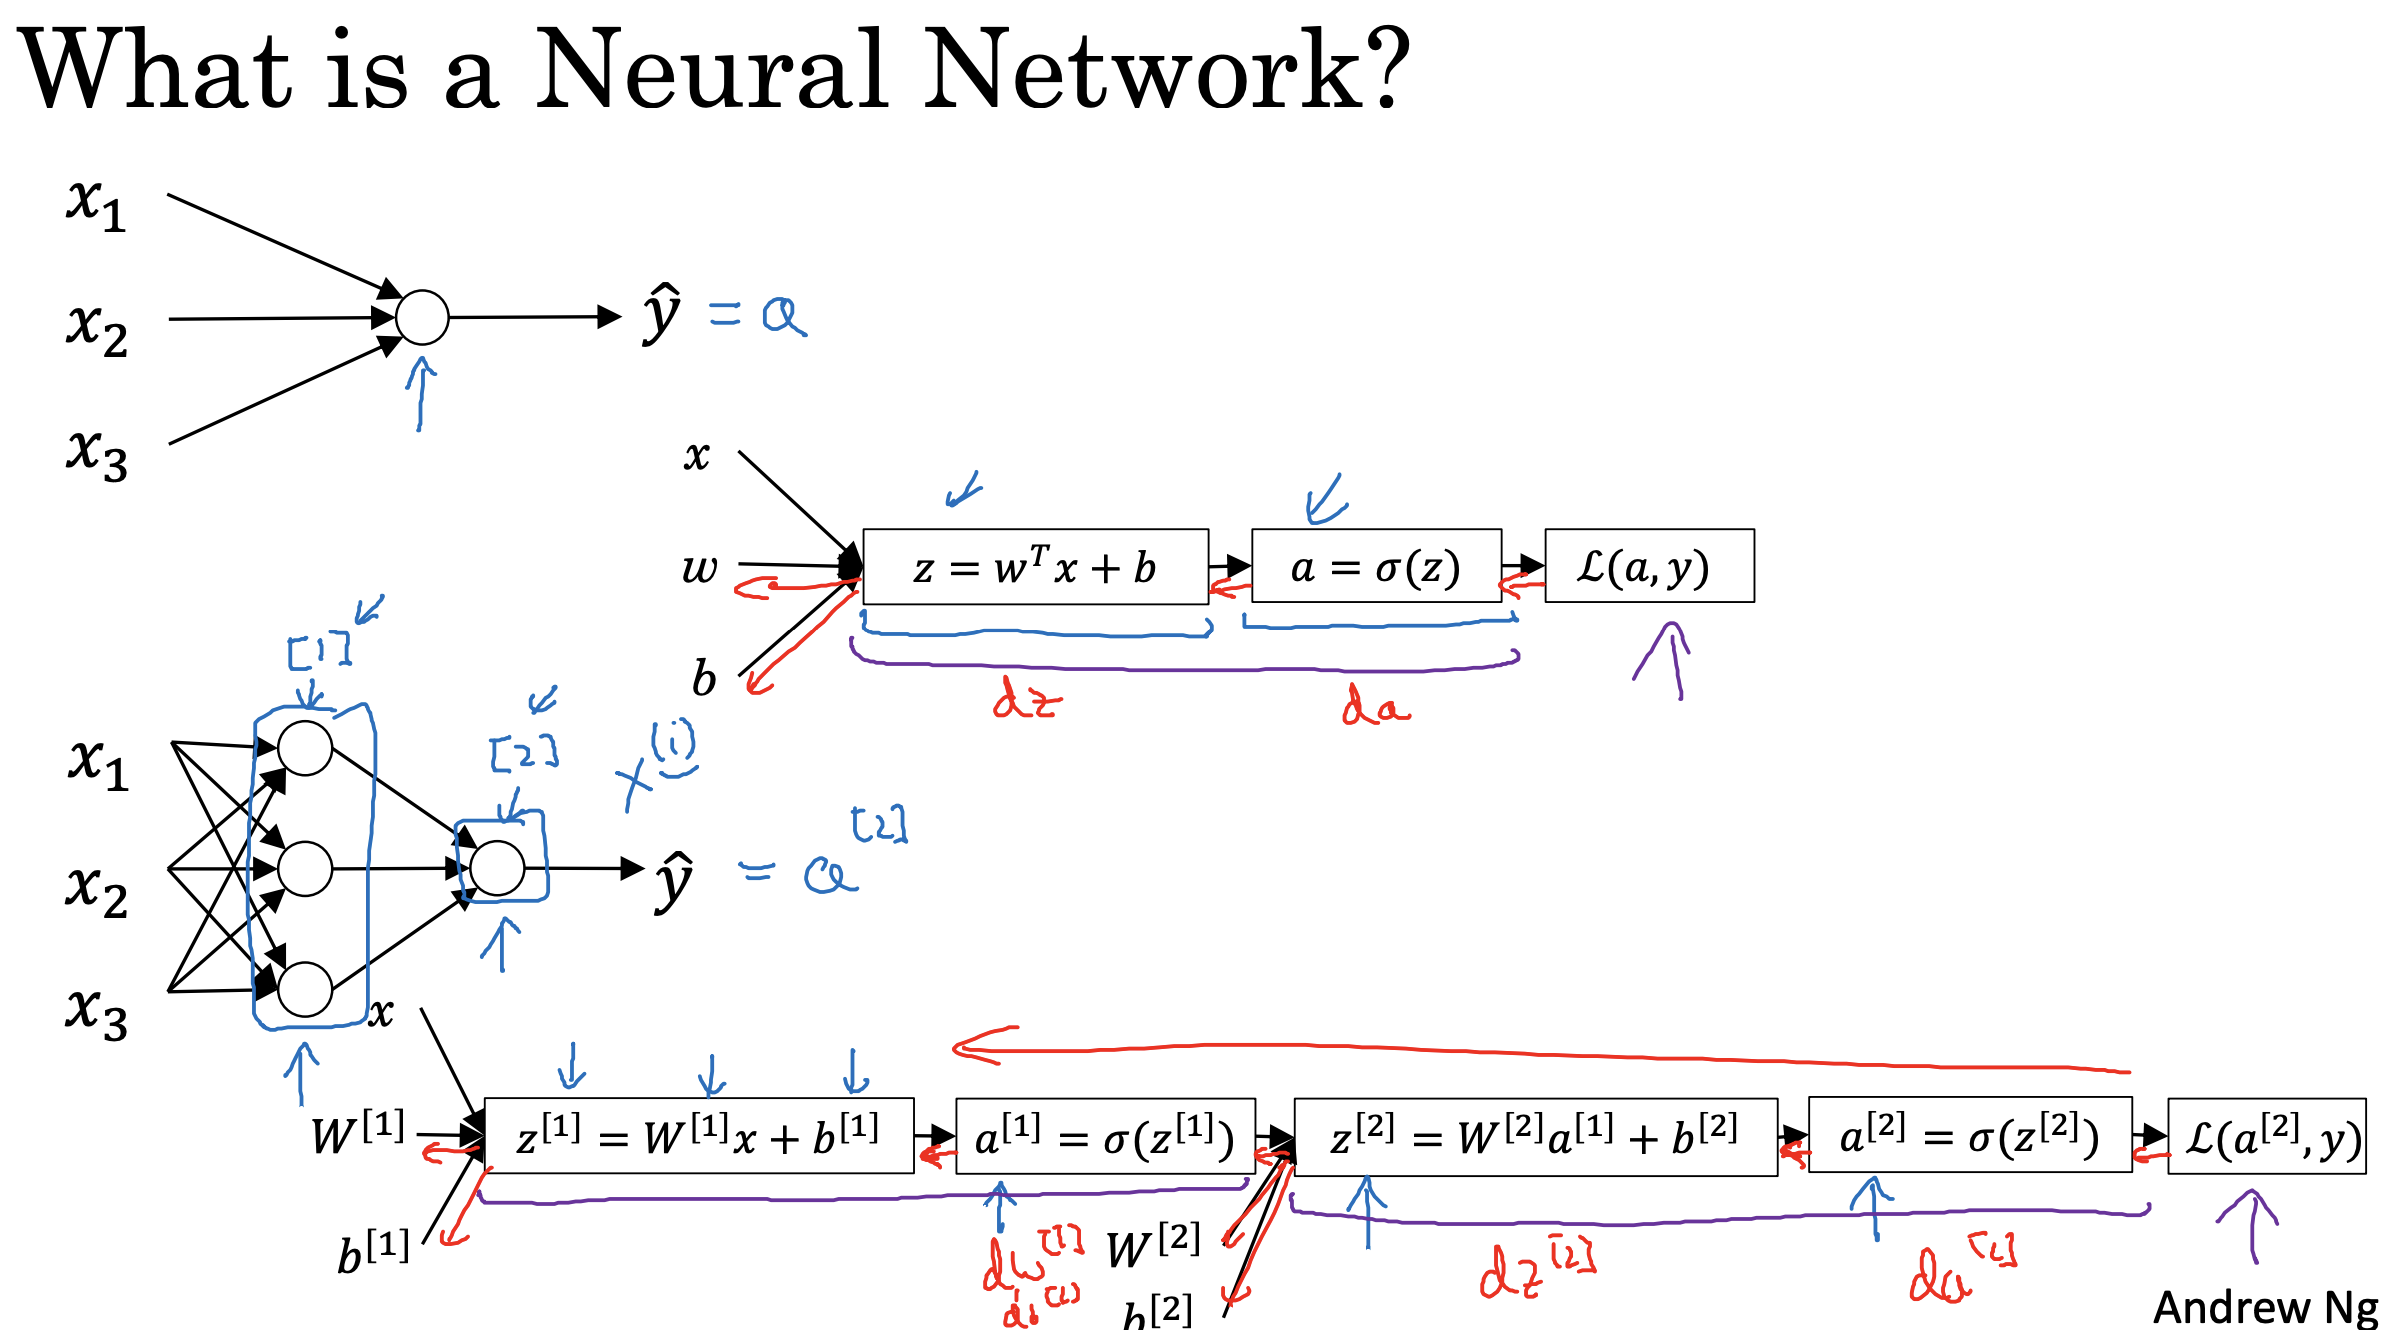 What is a Neural Network?
x₁
x₂
x₃
ŷ = a
x
w
b
z = wᵀx + b
a = σ(z)
ℒ(a, y)
dz
da
[1]
[2]
x⁽ⁱ⁾
x₁
x₂
x₃
ŷ = a[2]
x
W[1]
b[1]
z[1] = W[1]x + b[1]
a[1] = σ(z[1])
z[2] = W[2]a[1] + b[2]
a[2] = σ(z[2])
ℒ(a[2], y)
dW[1]
W[2]
b[2]
dz[2]
da[2]
Andrew Ng